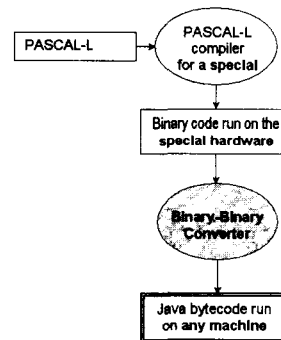 PASCAL-L
PASCAL-L
compiler
for a special
Binary code run on the
special hardware
Binary-Binary
Converter
Java bytecode run
on any machine